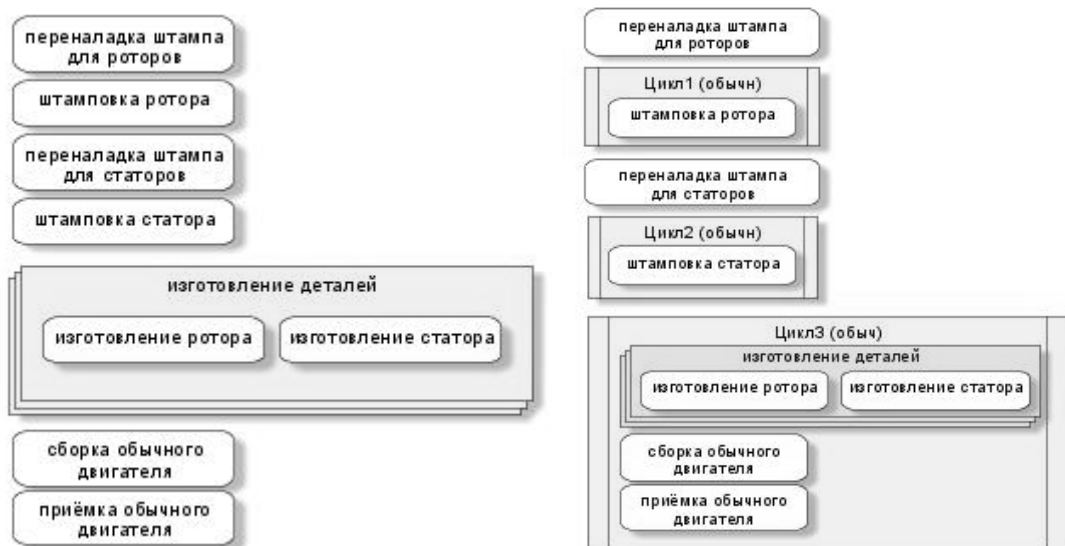 переналадка штампа
для роторов
штамповка ротора
переналадка штампа
для статоров
штамповка статора
изготовление деталей
изготовление ротора
изготовление статора
сборка обычного
двигателя
приёмка обычного
двигателя
переналадка штампа
для роторов
Цикл1 (обычн)
штамповка ротора
переналадка штампа
для статоров
Цикл2 (обычн)
штамповка статора
Цикл3 (обыч)
изготовление деталей
изготовление ротора
изготовление статора
сборка обычного
двигателя
приёмка обычного
двигателя